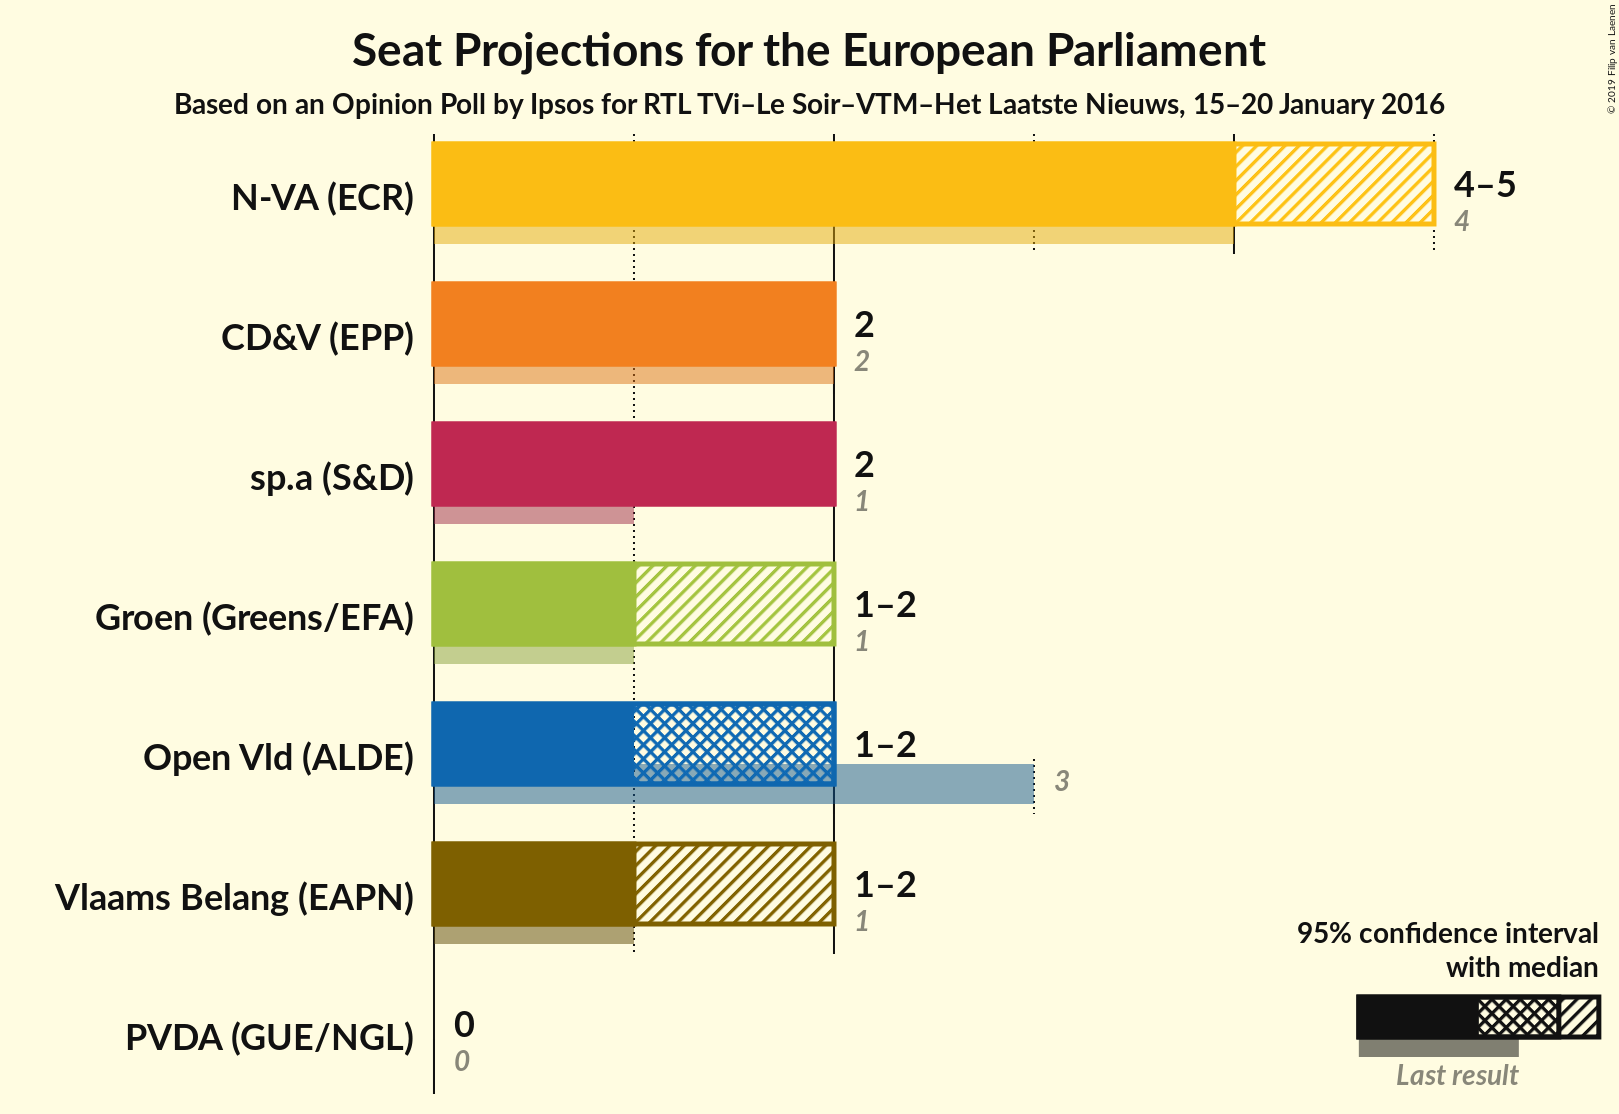 Seat Projections for the European Parliament
Based on an Opinion Poll by Ipsos for RTL TVi–Le Soir–VTM–Het Laatste Nieuws, 15–20 January 2016
© 2019 Filip van Laenen
N-VA (ECR)
4–5
4
CD&V (EPP)
2
2
sp.a (S&D)
2
1
Groen (Greens/EFA)
1–2
1
Open Vld (ALDE)
1–2
3
Vlaams Belang (EAPN)
1–2
1
PVDA (GUE/NGL)
0
0
95% confidence interval
with median
Last result